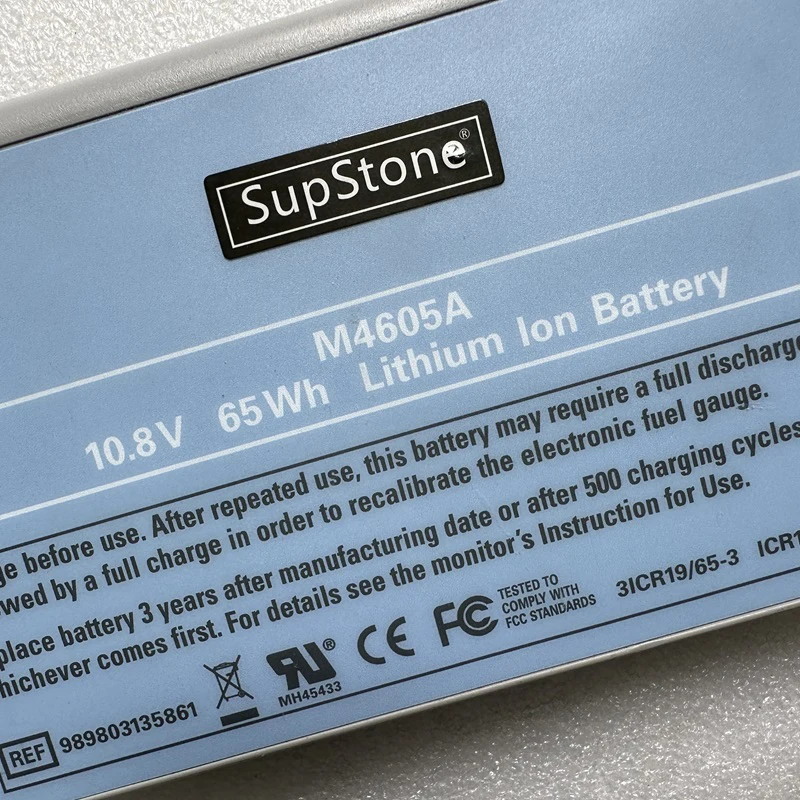 SupStone®
M4605A
10.8V 65Wh Lithium Ion Battery
ge before use. After repeated use, this battery may require a full discharge
wed by a full charge in order to recalibrate the electronic fuel gauge.
place battery 3 years after manufacturing date or after 500 charging cycles
hichever comes first. For details see the monitor's Instruction for Use.
REF 989803135861
MH45433
CE FC
TESTED TO
COMPLY WITH
FCC STANDARDS
3ICR19/65-3 ICR1